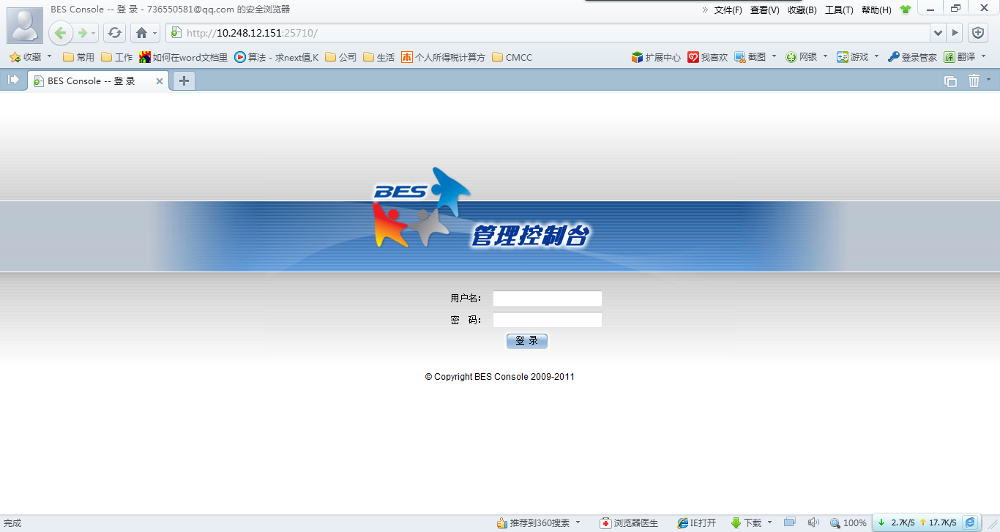 BES Console -- 登 录 - 736550581@qq.com 的安全浏览器
» 文件(F) 查看(V) 收藏(B) 工具(T) 帮助(H)
http://10.248.12.151:25710/
收藏 常用 工作 如何在word文档里 算法 - 求next值,K 公司 生活 个人所得税计算方 CMCC 扩展中心 我喜欢 截图 网银 游戏 登录管家 翻译
BES Console -- 登 录
BES
管理控制台
用户名:
密 码:
登 录
© Copyright BES Console 2009-2011
完成 推荐到360搜索 浏览器医生 IE打开 下载 100% 2.7K/S 17.7K/S